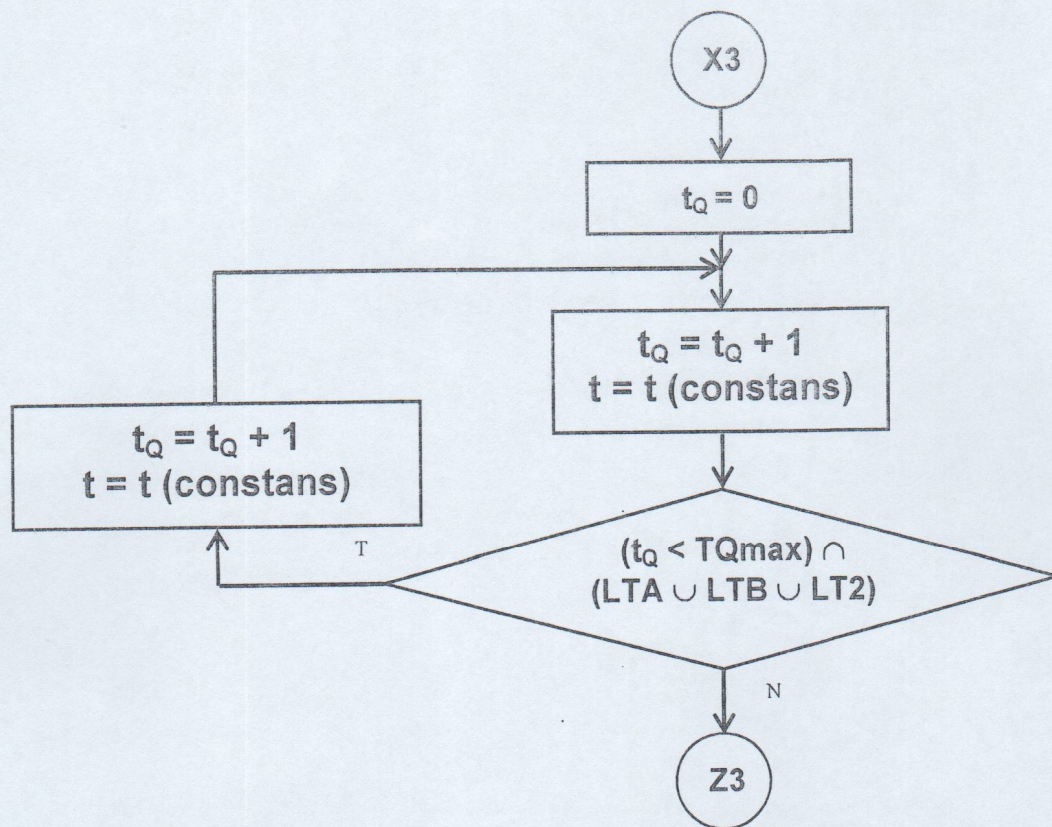 X3
t_Q = 0
t_Q = t_Q + 1
t = t (constans)
t_Q = t_Q + 1
t = t (constans)
T
(t_Q < TQmax) ∩
(LTA ∪ LTB ∪ LT2)
N
Z3